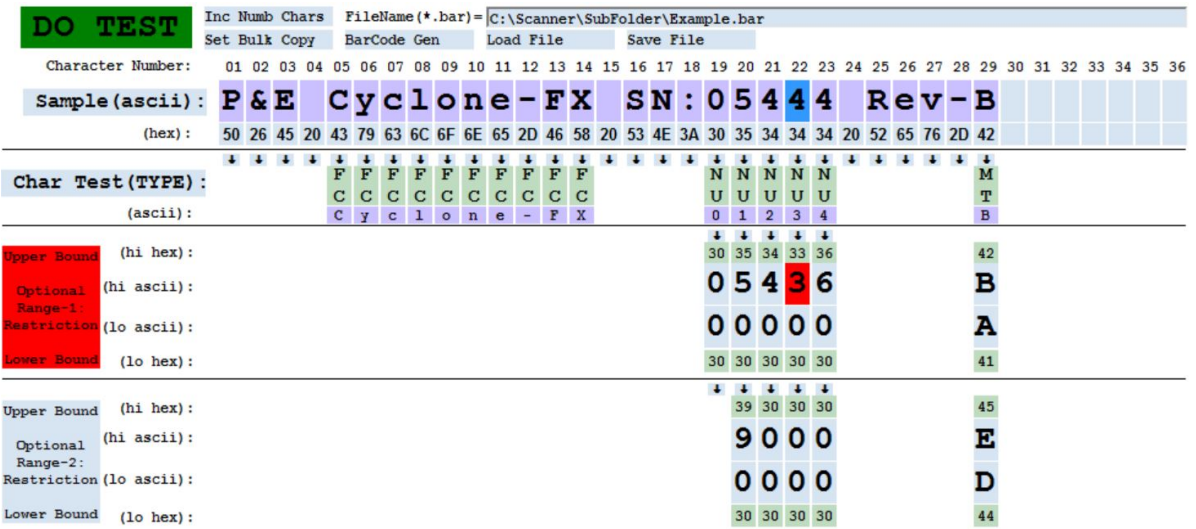 DO TEST Inc Numb Chars FileName(*.bar)= C:\Scanner\SubFolder\Example.bar
Set Bulk Copy BarCode Gen Load File Save File
Character Number: 01 02 03 04 05 06 07 08 09 10 11 12 13 14 15 16 17 18 19 20 21 22 23 24 25 26 27 28 29 30 31 32 33 34 35 36
Sample(ascii): P&E Cyclone-FX SN:05444 Rev-B
(hex): 50 26 45 20 43 79 63 6C 6F 6E 65 2D 46 58 20 53 4E 3A 30 35 34 34 34 20 52 65 76 2D 42
Char Test(TYPE): F F F F F F F F F F N N N N N M
C C C C C C C C C C U U U U U T
(ascii): C y c l o n e - F X 0 1 2 3 4 B
Upper Bound (hi hex): 30 35 34 33 36 42
Optional (hi ascii): 0 5 4 3 6 B
Range-1:
Restriction (lo ascii): 0 0 0 0 0 A
Lower Bound (lo hex): 30 30 30 30 30 41
Upper Bound (hi hex): 39 30 30 30 45
Optional (hi ascii): 9 0 0 0 E
Range-2:
Restriction (lo ascii): 0 0 0 0 D
Lower Bound (lo hex): 30 30 30 30 44